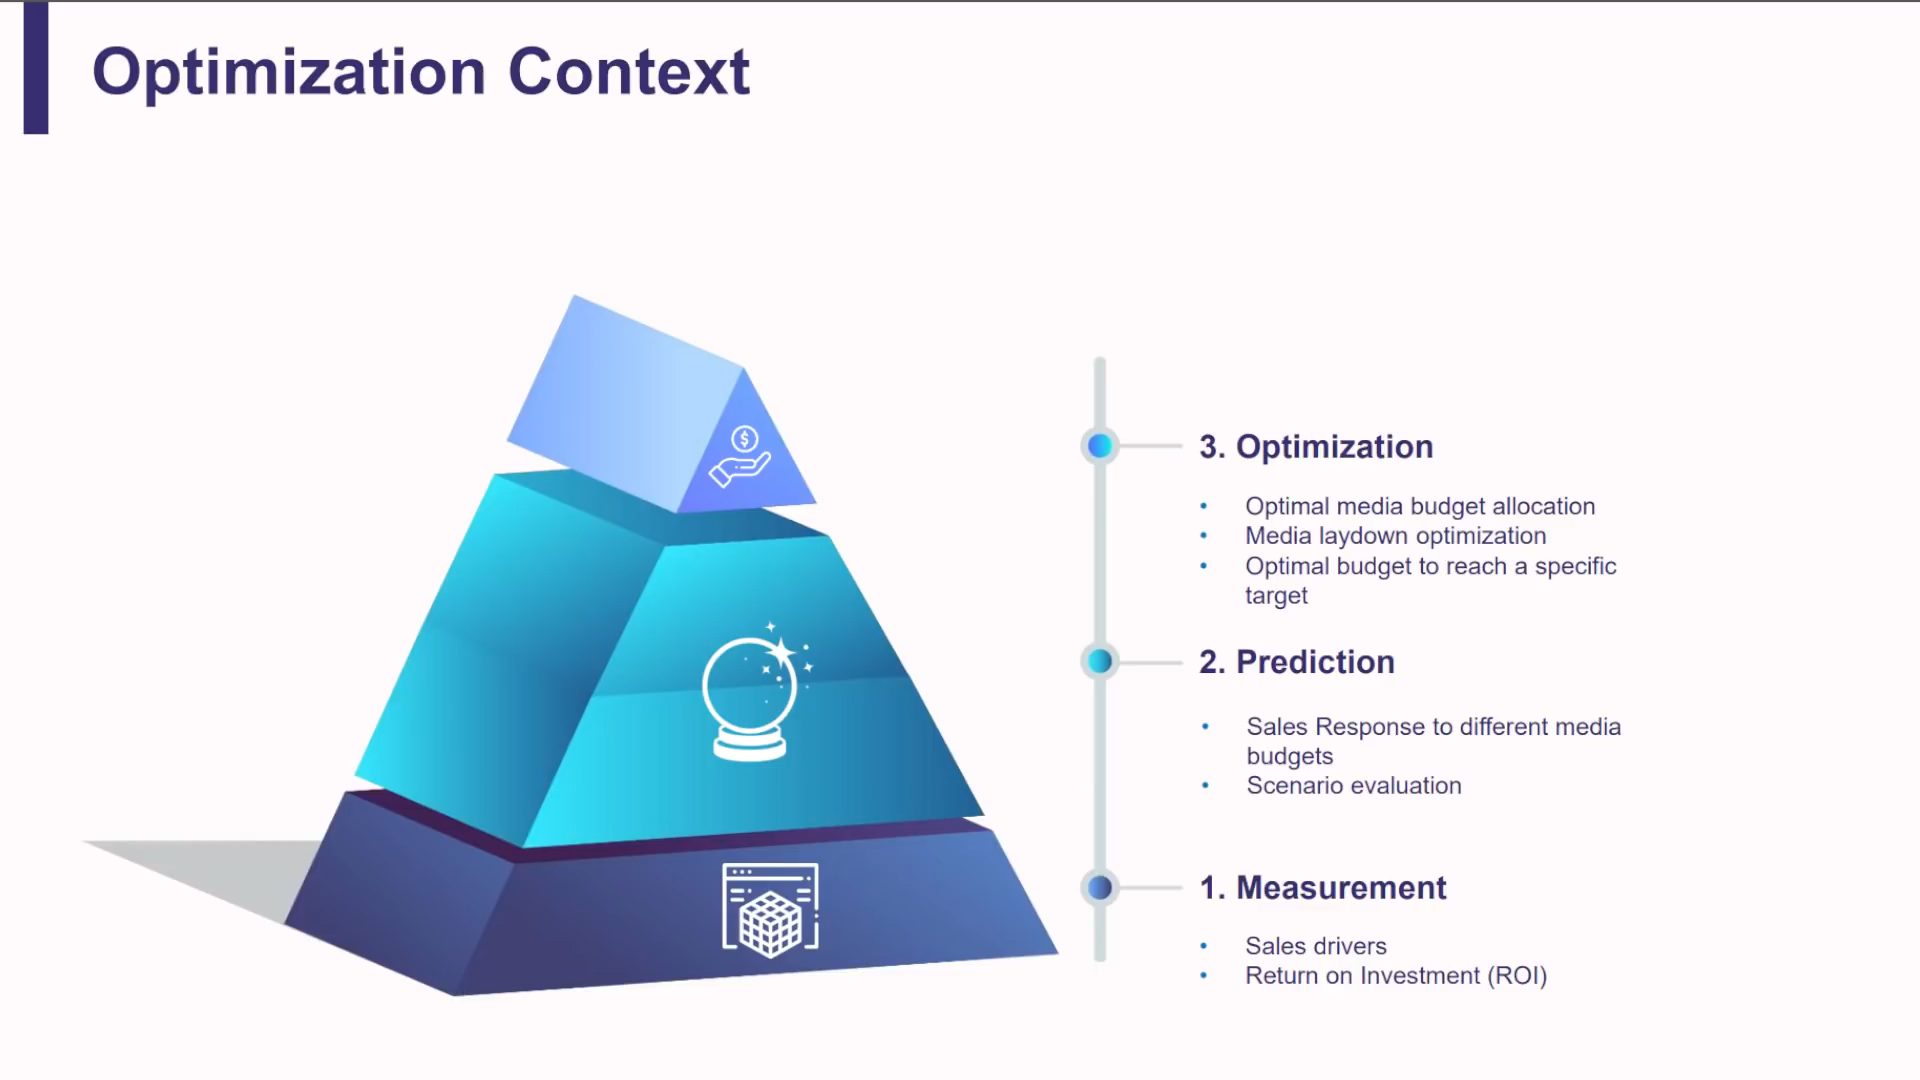 Optimization Context
$
3. Optimization
• Optimal media budget allocation
• Media laydown optimization
• Optimal budget to reach a specific
target
2. Prediction
• Sales Response to different media
budgets
• Scenario evaluation
1. Measurement
• Sales drivers
• Return on Investment (ROI)